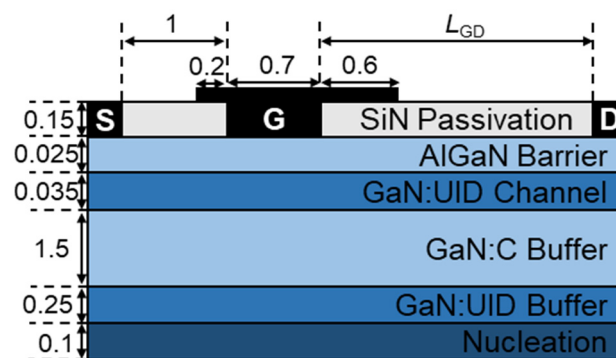 1
L_GD
0.2
0.7
0.6
0.15
S
G
SiN Passivation
D
0.025
AlGaN Barrier
0.035
GaN:UID Channel
1.5
GaN:C Buffer
0.25
GaN:UID Buffer
0.1
Nucleation